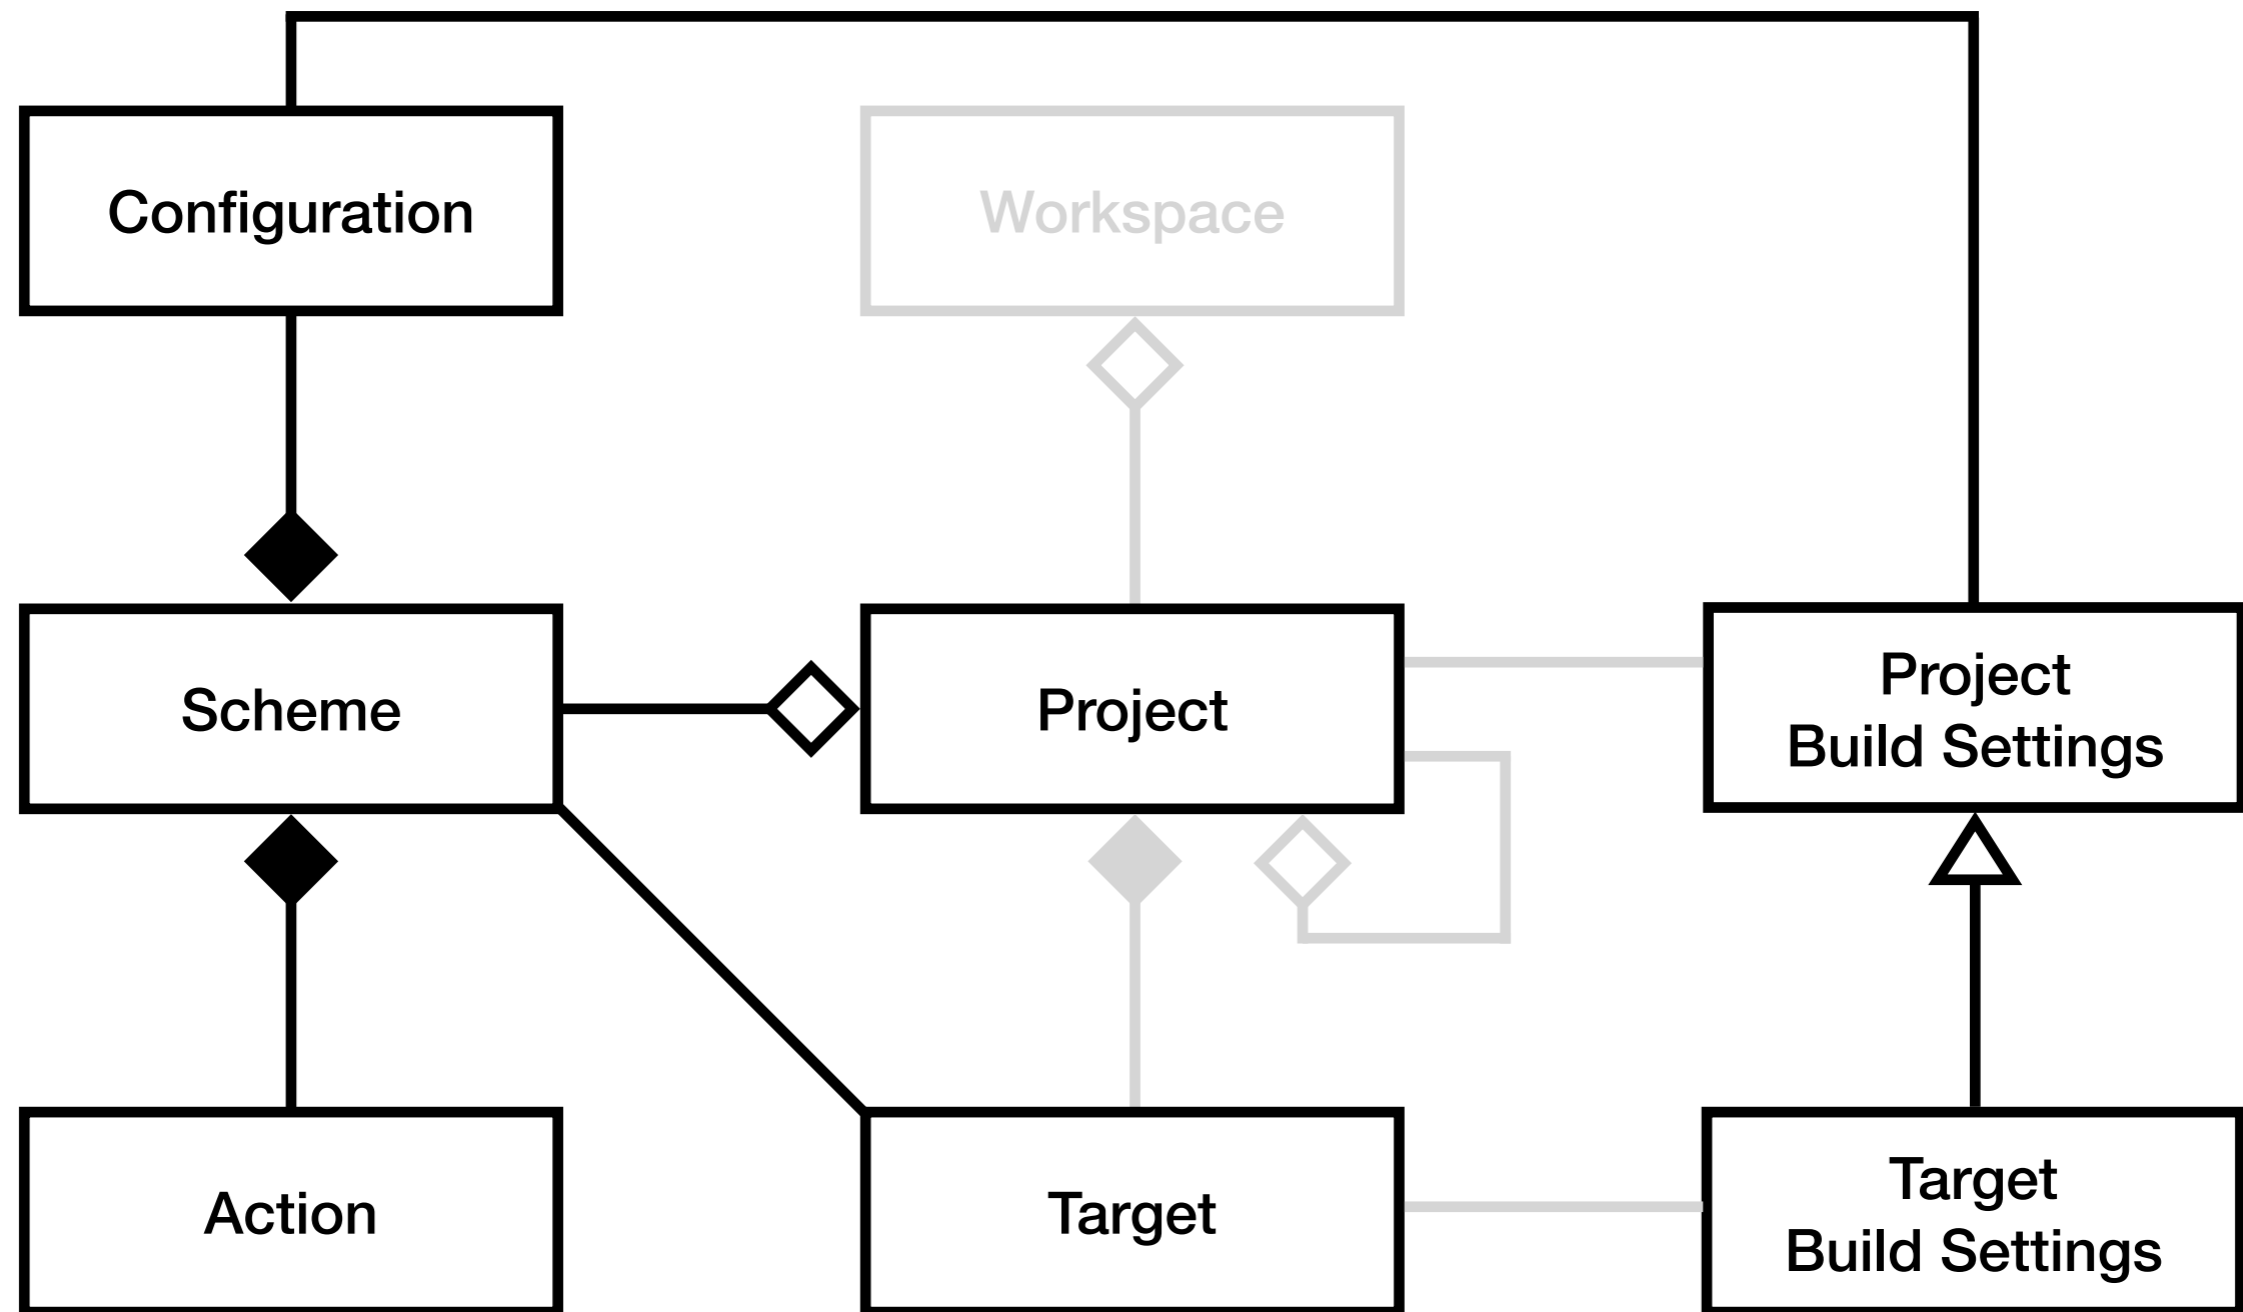 Configuration
Workspace
Scheme
Project
Project
Build Settings
Action
Target
Target
Build Settings